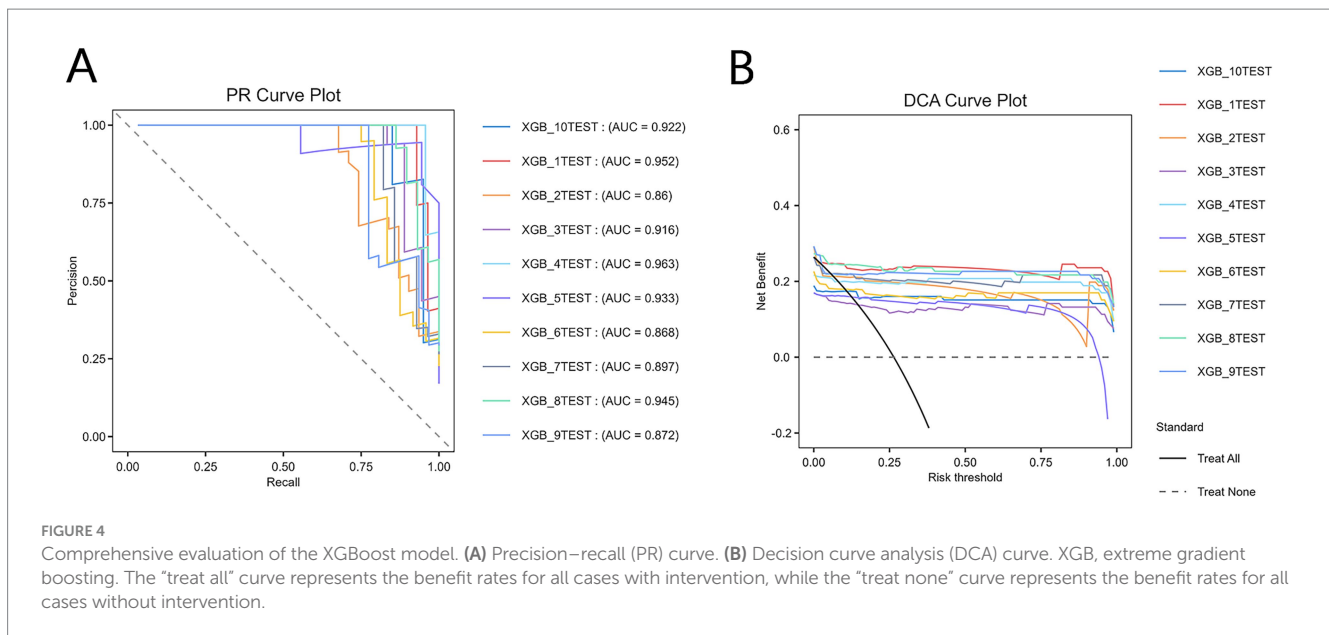 A
PR Curve Plot
1.00
0.75
0.50
0.25
0.00
Percision
0.00 0.25 0.50 0.75 1.00
Recall
XGB_10TEST : (AUC = 0.922)
XGB_1TEST : (AUC = 0.952)
XGB_2TEST : (AUC = 0.86)
XGB_3TEST : (AUC = 0.916)
XGB_4TEST : (AUC = 0.963)
XGB_5TEST : (AUC = 0.933)
XGB_6TEST : (AUC = 0.868)
XGB_7TEST : (AUC = 0.897)
XGB_8TEST : (AUC = 0.945)
XGB_9TEST : (AUC = 0.872)
B
DCA Curve Plot
0.6
0.4
0.2
0.0
-0.2
Net Benefit
0.00 0.25 0.50 0.75 1.00
Risk threshold
XGB_10TEST
XGB_1TEST
XGB_2TEST
XGB_3TEST
XGB_4TEST
XGB_5TEST
XGB_6TEST
XGB_7TEST
XGB_8TEST
XGB_9TEST
Standard
Treat All
Treat None
FIGURE 4
Comprehensive evaluation of the XGBoost model. (A) Precision–recall (PR) curve. (B) Decision curve analysis (DCA) curve. XGB, extreme gradient
boosting. The “treat all” curve represents the benefit rates for all cases with intervention, while the “treat none” curve represents the benefit rates for all
cases without intervention.